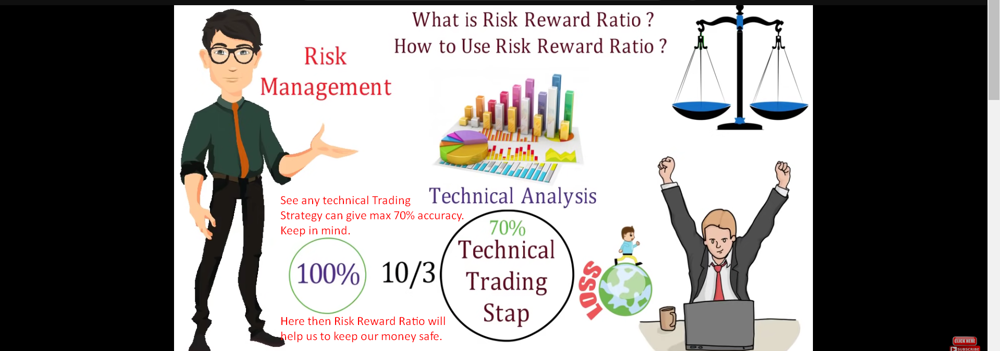 What is Risk Reward Ratio ?
How to Use Risk Reward Ratio ?
Risk
Management
Technical Analysis
See any technical Trading
Strategy can give max 70% accuracy.
Keep in mind.
100%
10/3
70%
Technical
Trading
Stap
LOSS
Here then Risk Reward Ratio will
help us to keep our money safe.
CLICK HERE
SUBSCRIBE